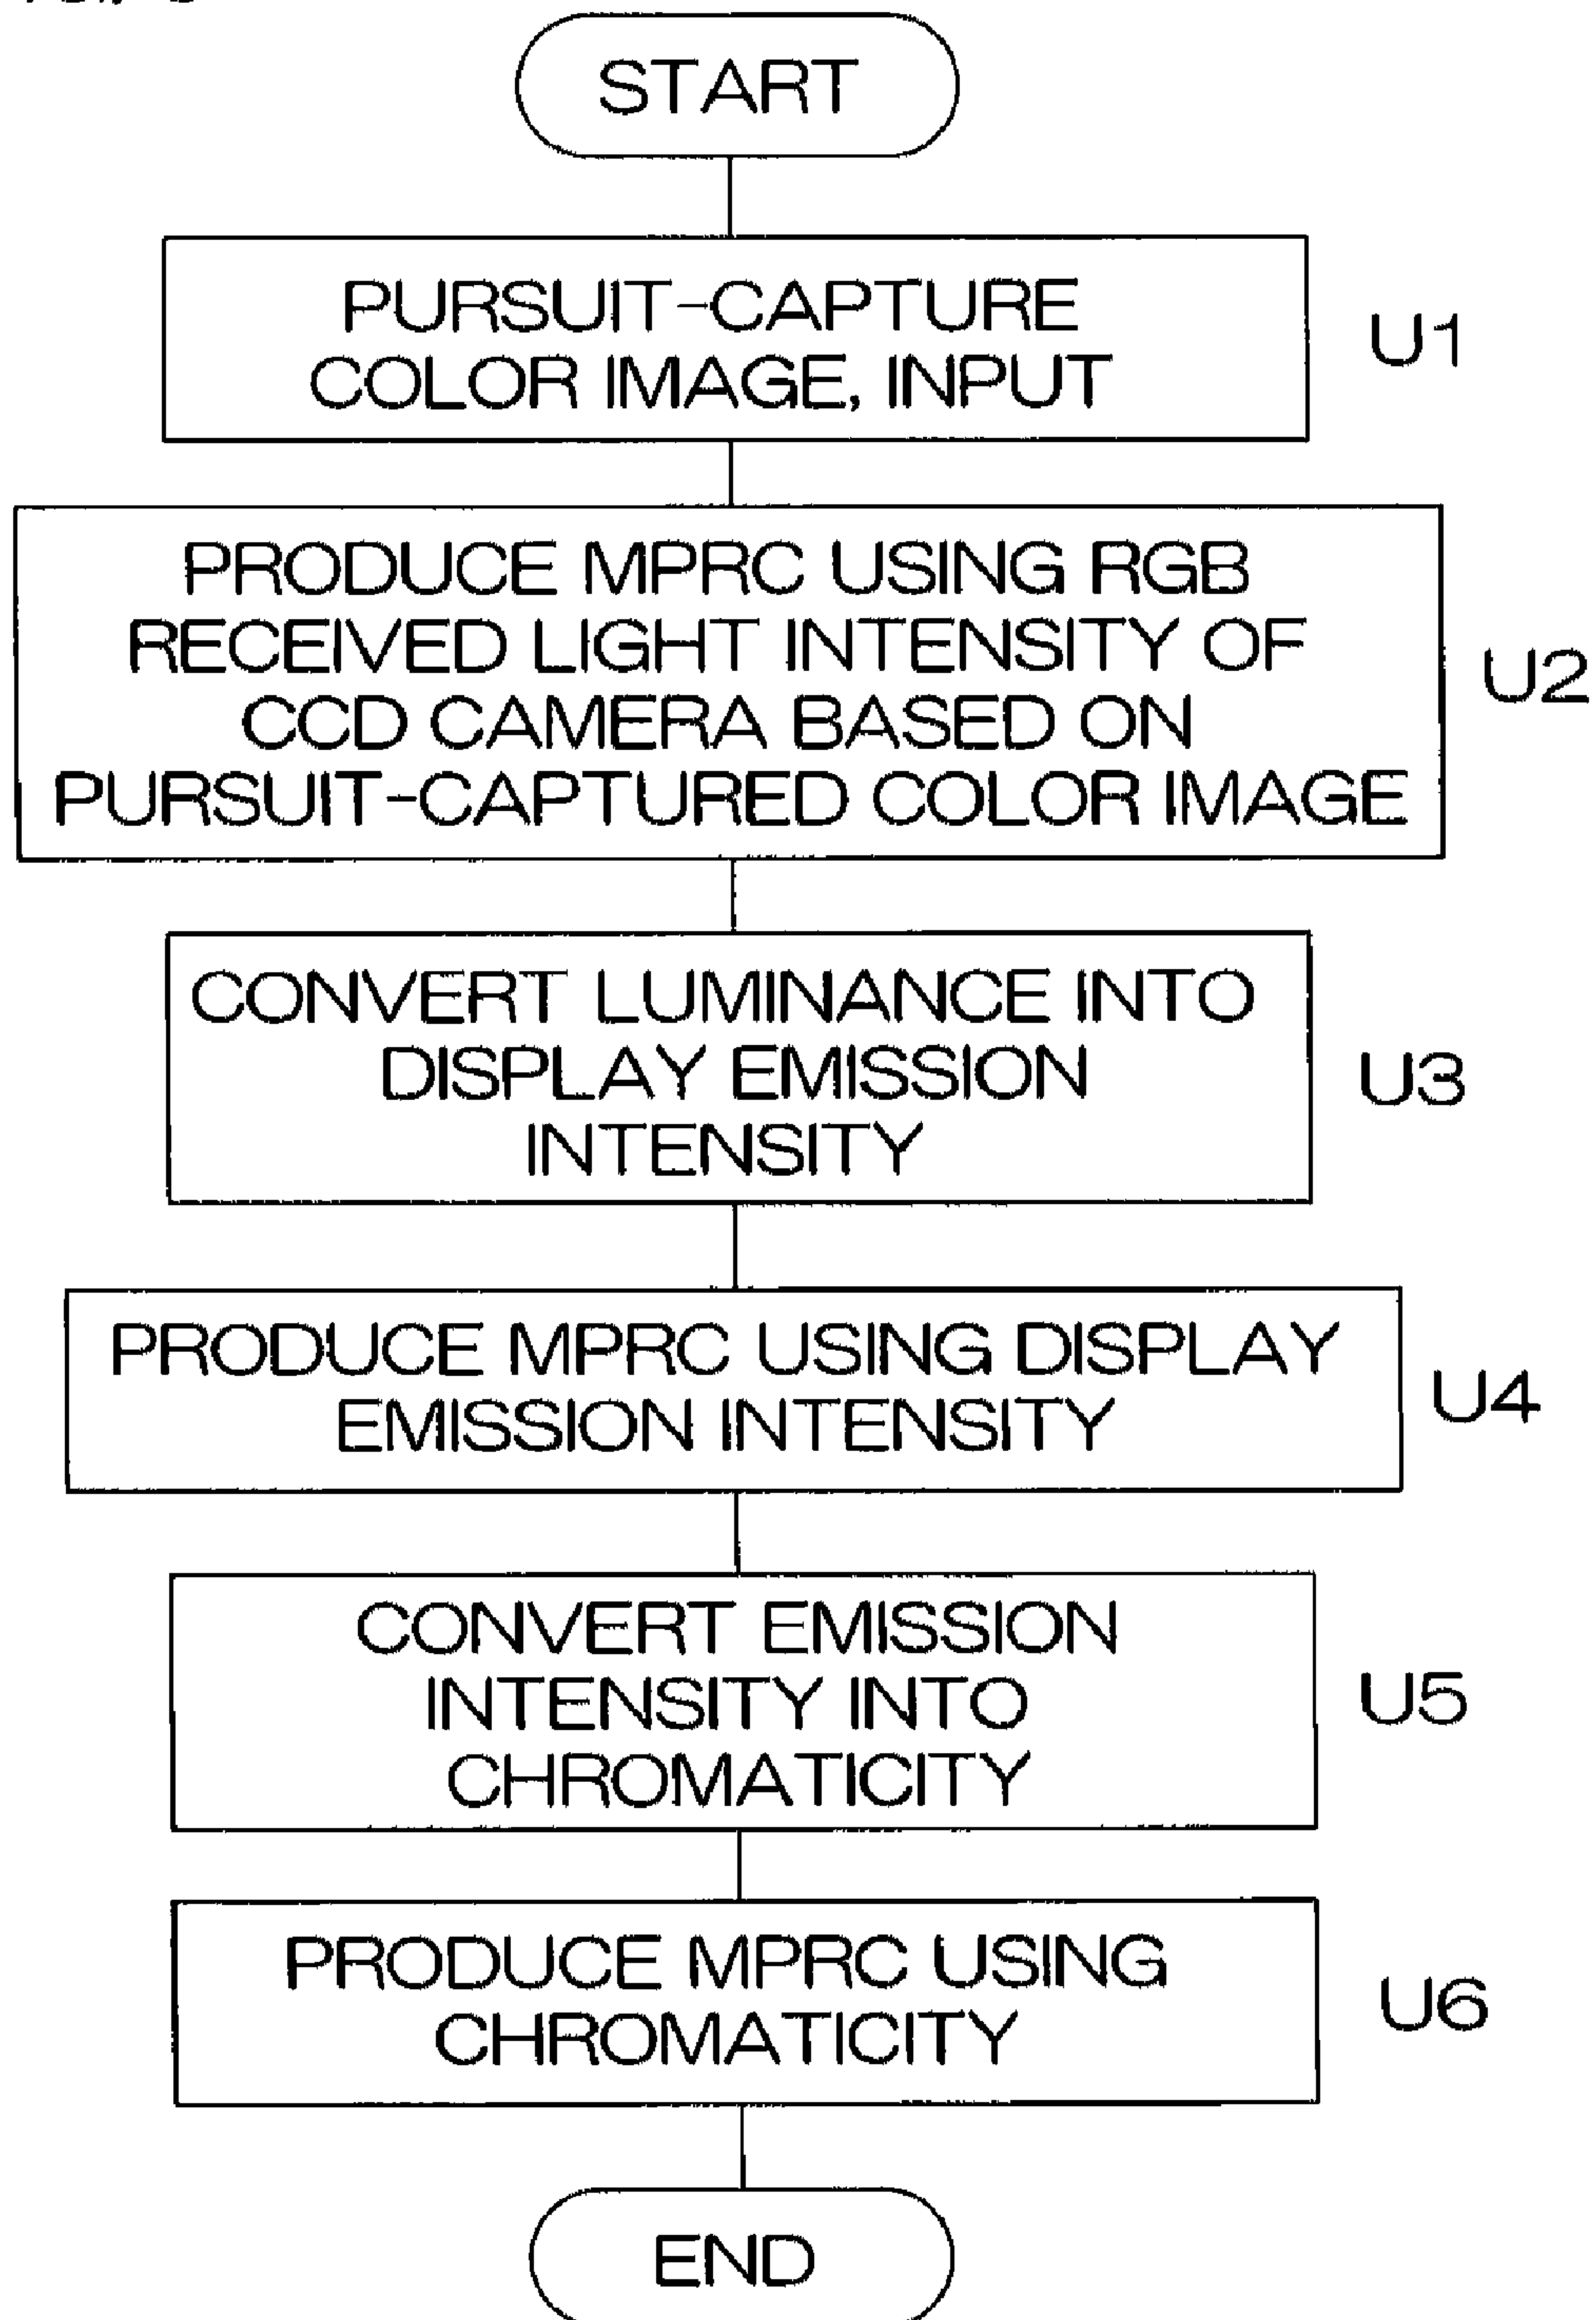 START
PURSUIT-CAPTURE
COLOR IMAGE, INPUT
U1
PRODUCE MPRC USING RGB
RECEIVED LIGHT INTENSITY OF
CCD CAMERA BASED ON
PURSUIT-CAPTURED COLOR IMAGE
U2
CONVERT LUMINANCE INTO
DISPLAY EMISSION
INTENSITY
U3
PRODUCE MPRC USING DISPLAY
EMISSION INTENSITY
U4
CONVERT EMISSION
INTENSITY INTO
CHROMATICITY
U5
PRODUCE MPRC USING
CHROMATICITY
U6
END